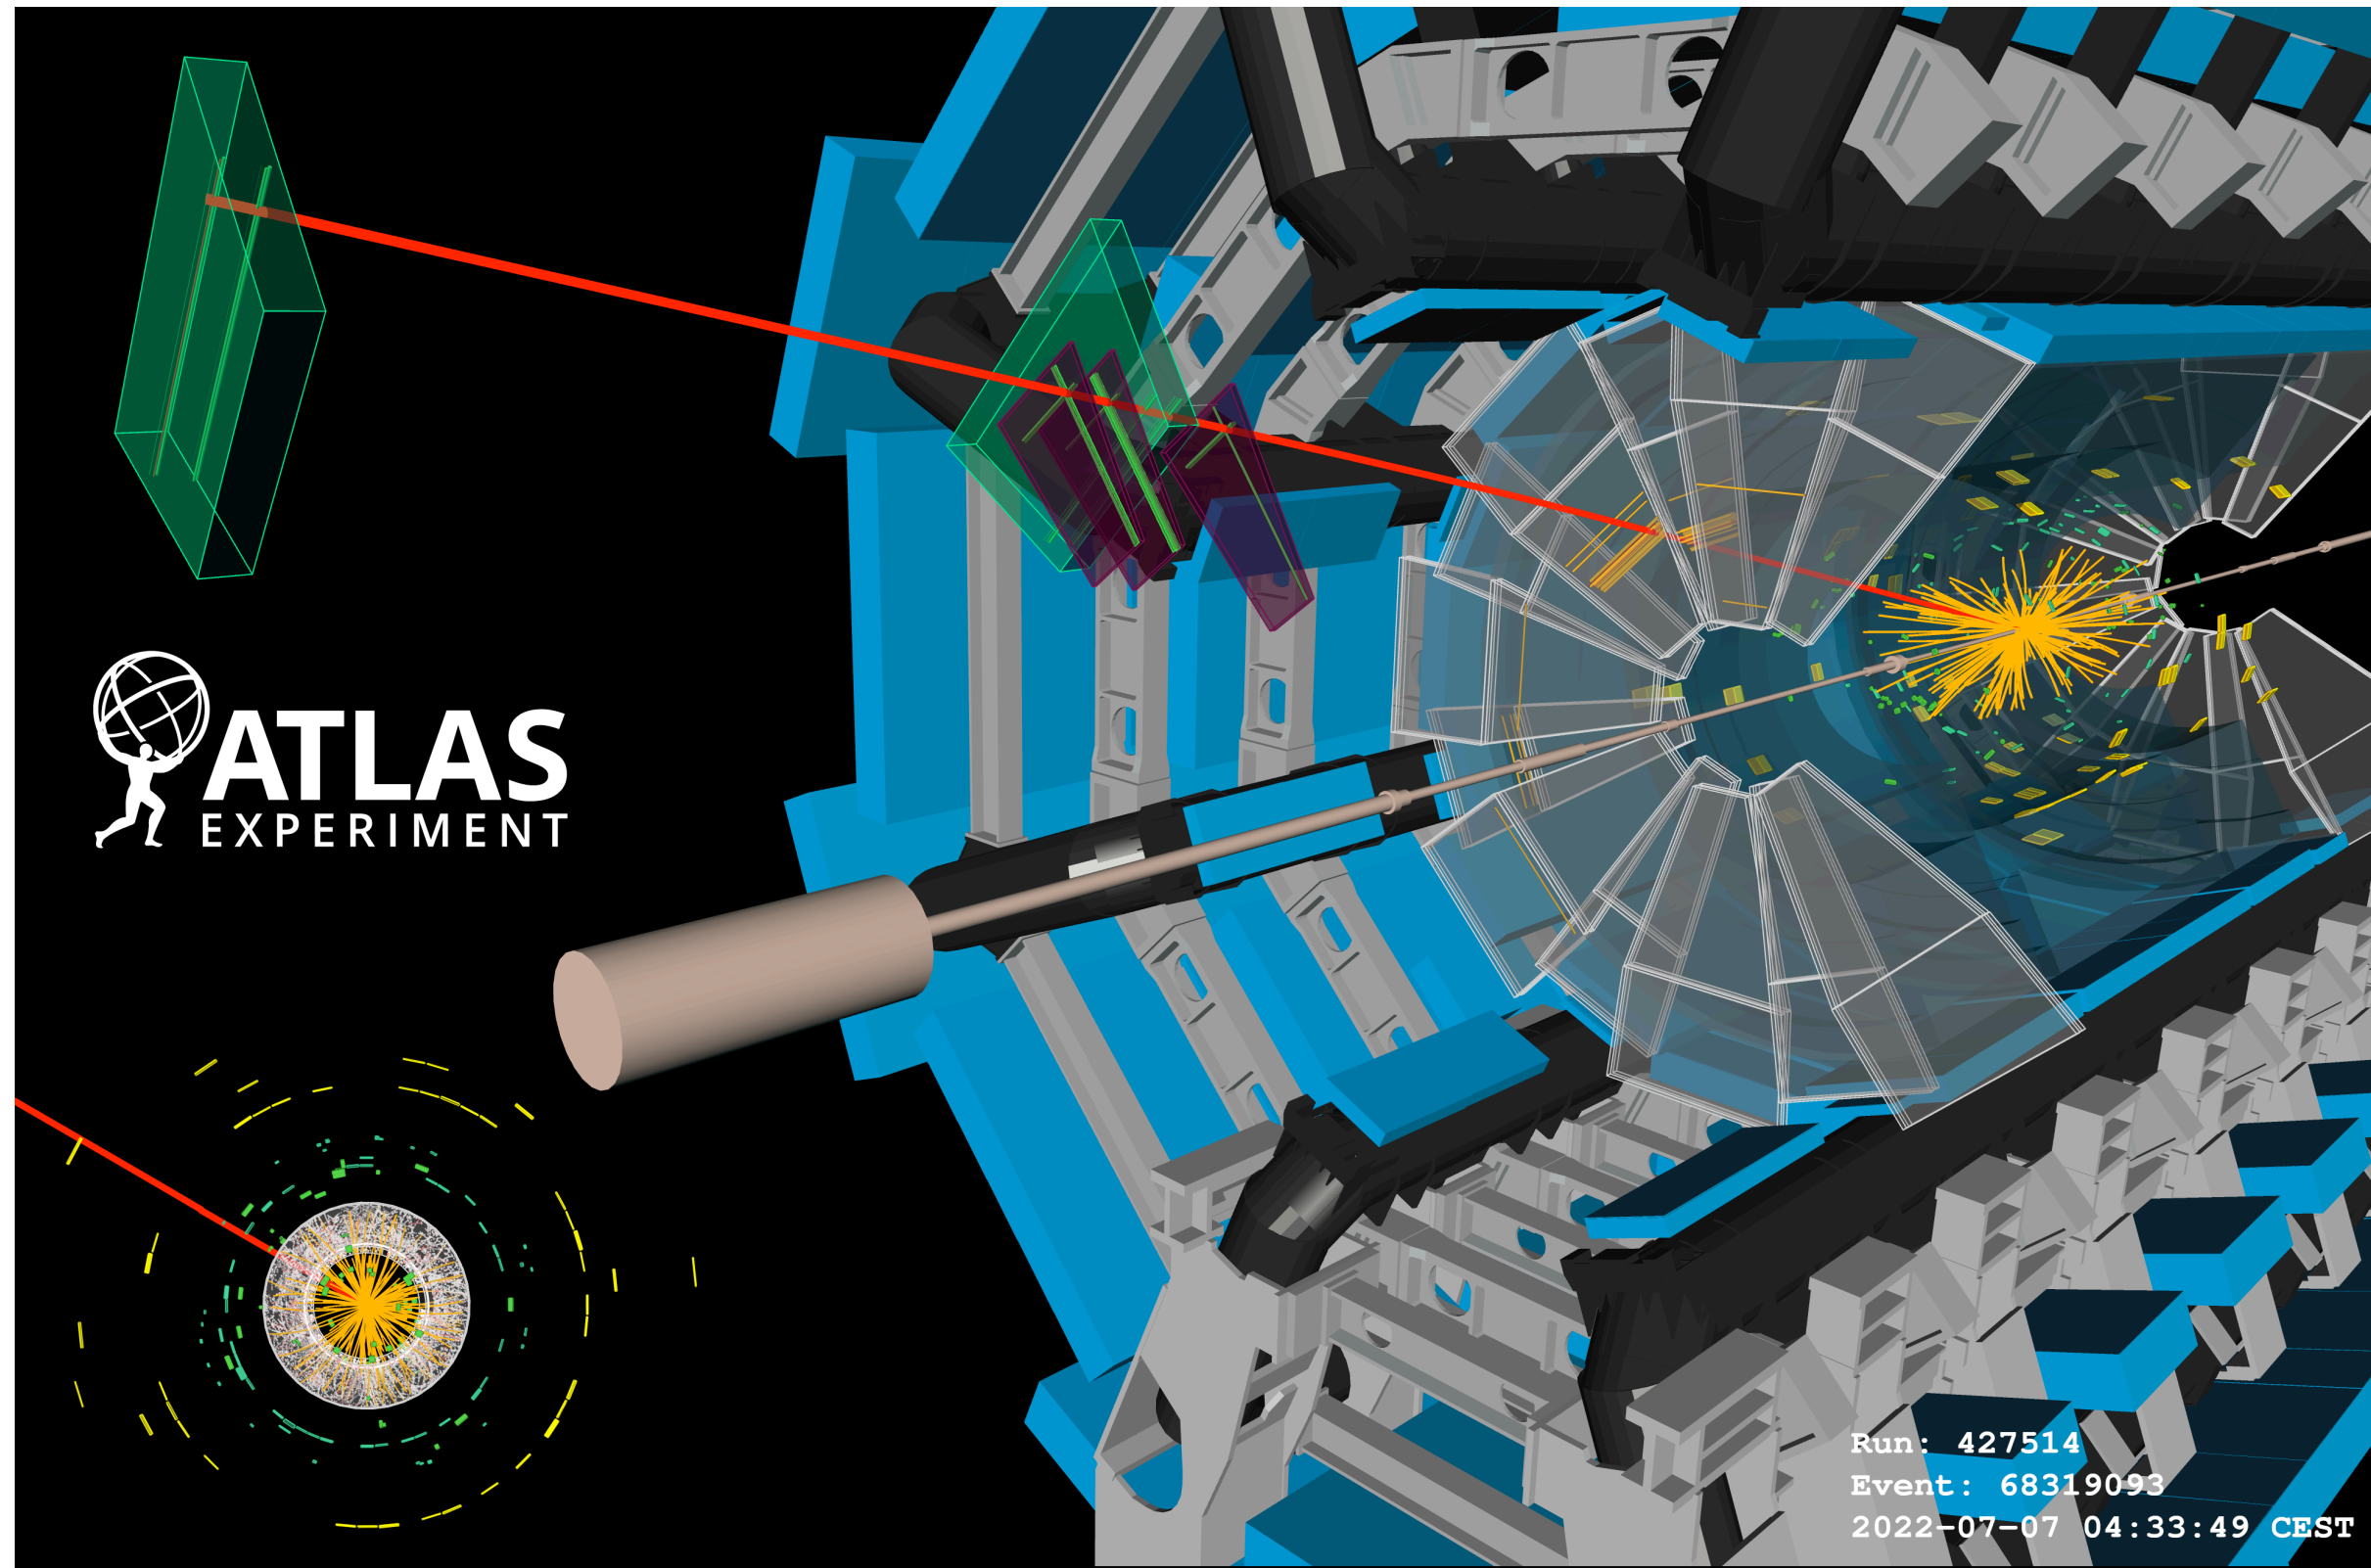 ATLAS
EXPERIMENT
Run: 427514
Event: 68319093
2022-07-07 04:33:49 CEST